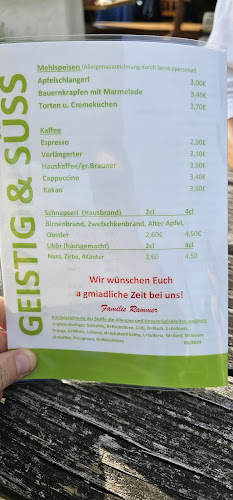 GEISTIG & SÜSS
Mehlspeisen (Allergenauszeichnung durch Servicepersonal)
Apfelschlangerl 3,00€
Bauernkrapfen mit Marmelade 3,40€
Torten u. Cremekuchen 3,70€
Kaffee
Espresso 2,90€
Verlängerter 3,10€
Hauskaffee/gr.Brauner 3,60€
Cappuccino 3,40€
Kakao 3,60€
Schnapserl (Hausbrand) 2cl 4cl
Birnenbrand, Zwetschkenbrand, Alter Apfel,
Obstler 2,60€ 4,50€
Likör (hausgemacht) 2cl 4cl
Nuss, Zirbe, 4Kanter 2,60 4,50
Wir wünschen Euch
a gmiadliche Zeit bei uns!
Familie Rammer